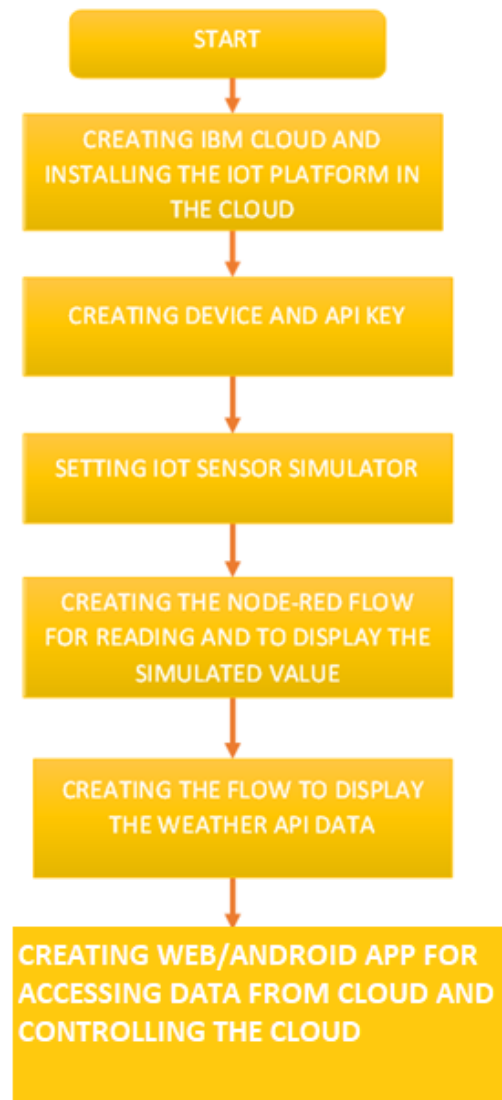 START
CREATING IBM CLOUD AND
INSTALLING THE IOT PLATFORM IN
THE CLOUD
CREATING DEVICE AND API KEY
SETTING IOT SENSOR SIMULATOR
CREATING THE NODE-RED FLOW
FOR READING AND TO DISPLAY THE
SIMULATED VALUE
CREATING THE FLOW TO DISPLAY
THE WEATHER API DATA
CREATING WEB/ANDROID APP FOR
ACCESSING DATA FROM CLOUD AND
CONTROLLING THE CLOUD